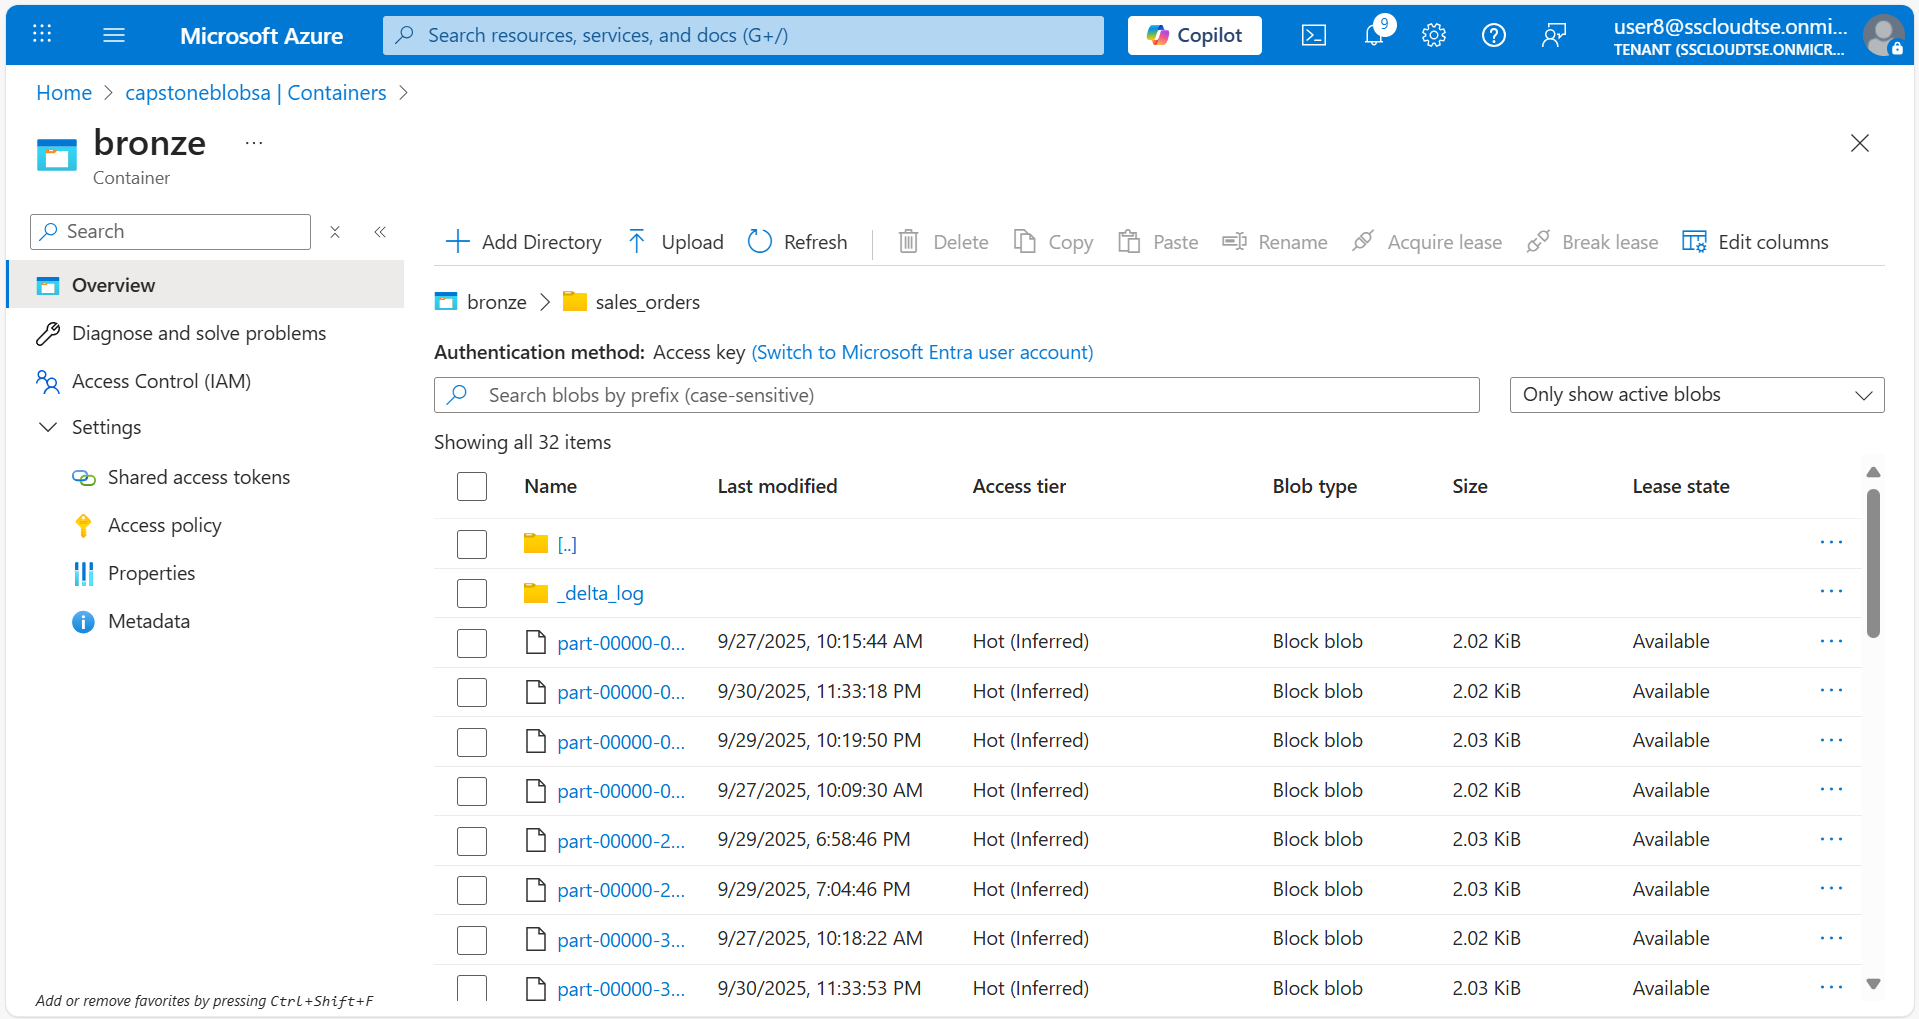 Microsoft Azure
Search resources, services, and docs (G+/)
Copilot
9
user8@sscloudtse.onmi...
TENANT (SSCLOUDTSE.ONMICR...
Home > capstoneblobsa | Containers >
bronze ...
Container
Search
Overview
Diagnose and solve problems
Access Control (IAM)
Settings
Shared access tokens
Access policy
Properties
Metadata
Add or remove favorites by pressing Ctrl+Shift+F
Add Directory Upload Refresh Delete Copy Paste Rename Acquire lease Break lease Edit columns
bronze > sales_orders
Authentication method: Access key (Switch to Microsoft Entra user account)
Search blobs by prefix (case-sensitive)
Only show active blobs
Showing all 32 items
Name Last modified Access tier Blob type Size Lease state
[..] ...
_delta_log ...
part-00000-0... 9/27/2025, 10:15:44 AM Hot (Inferred) Block blob 2.02 KiB Available ...
part-00000-0... 9/30/2025, 11:33:18 PM Hot (Inferred) Block blob 2.02 KiB Available ...
part-00000-0... 9/29/2025, 10:19:50 PM Hot (Inferred) Block blob 2.03 KiB Available ...
part-00000-0... 9/27/2025, 10:09:30 AM Hot (Inferred) Block blob 2.02 KiB Available ...
part-00000-2... 9/29/2025, 6:58:46 PM Hot (Inferred) Block blob 2.03 KiB Available ...
part-00000-2... 9/29/2025, 7:04:46 PM Hot (Inferred) Block blob 2.03 KiB Available ...
part-00000-3... 9/27/2025, 10:18:22 AM Hot (Inferred) Block blob 2.02 KiB Available ...
part-00000-3... 9/30/2025, 11:33:53 PM Hot (Inferred) Block blob 2.03 KiB Available ...